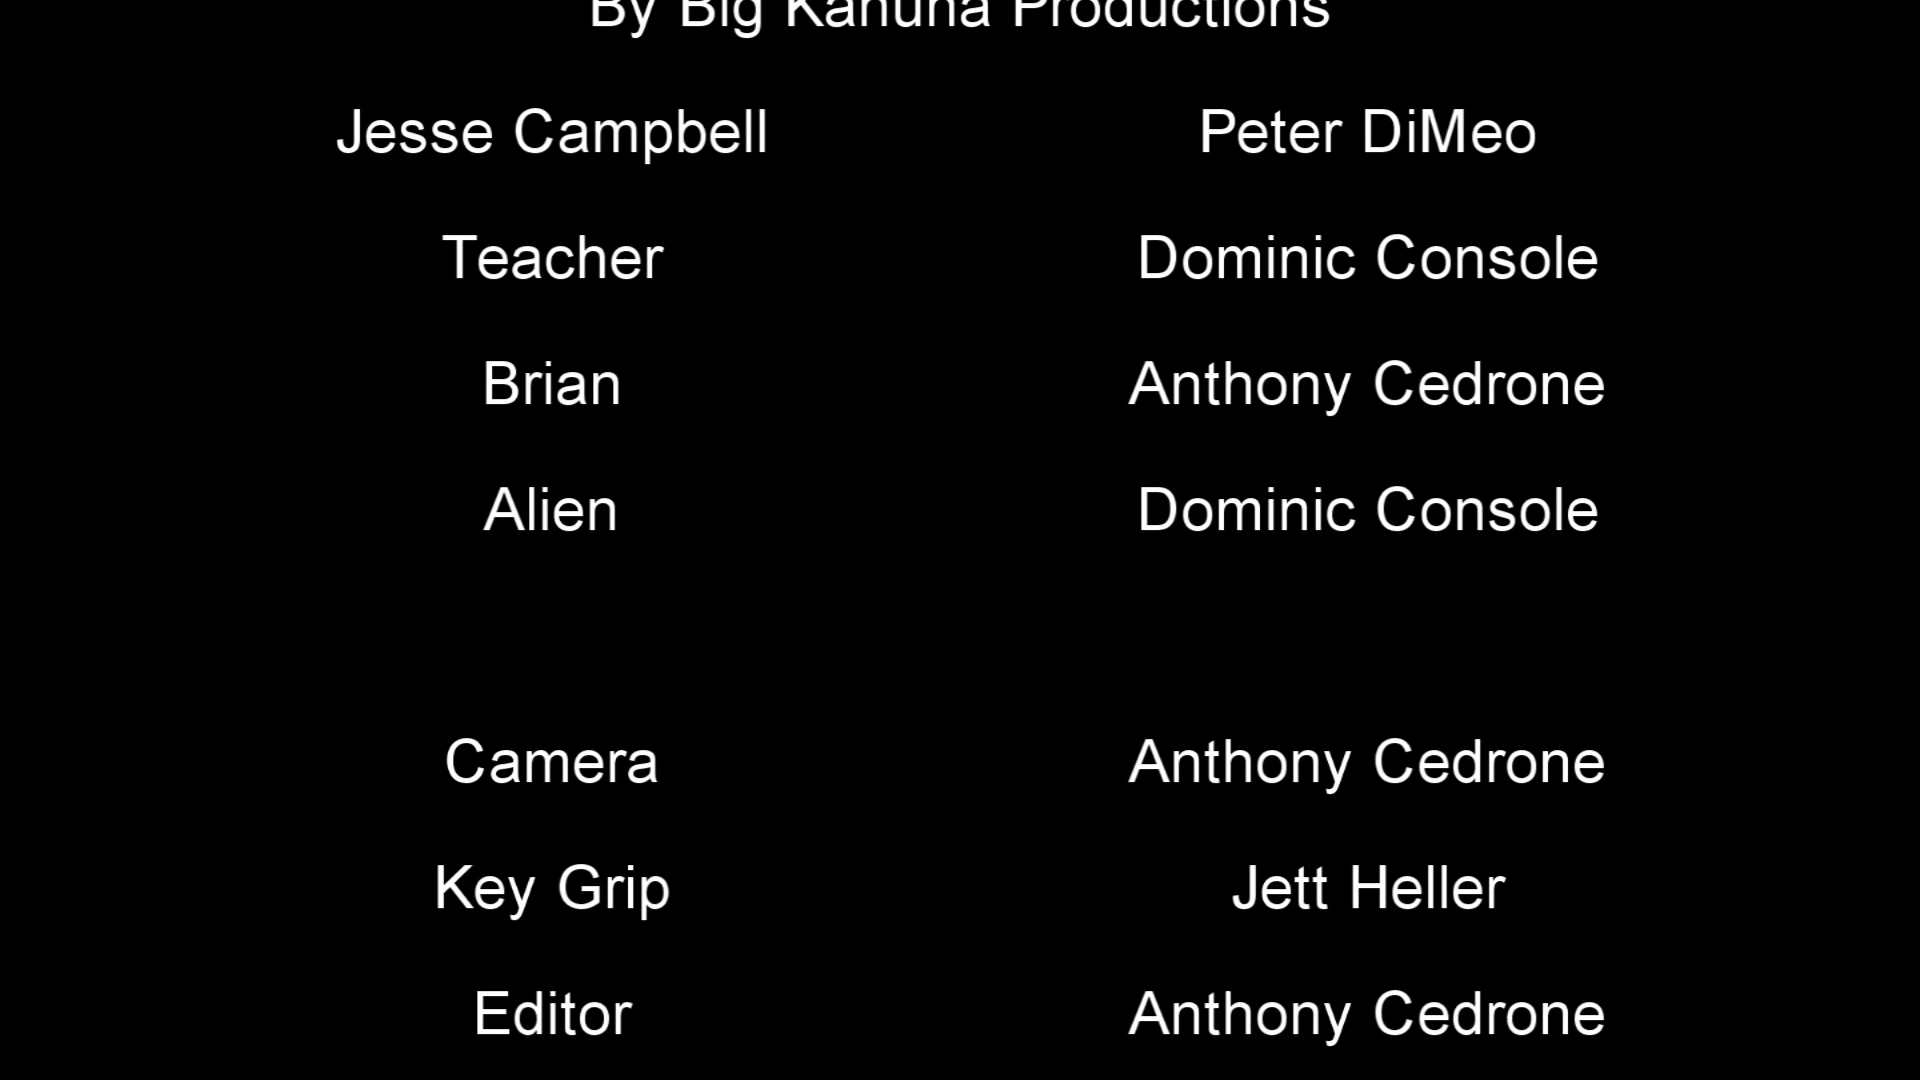 By Big Kahuna Productions
Jesse Campbell Peter DiMeo
Teacher Dominic Console
Brian Anthony Cedrone
Alien Dominic Console
Camera Anthony Cedrone
Key Grip Jett Heller
Editor Anthony Cedrone